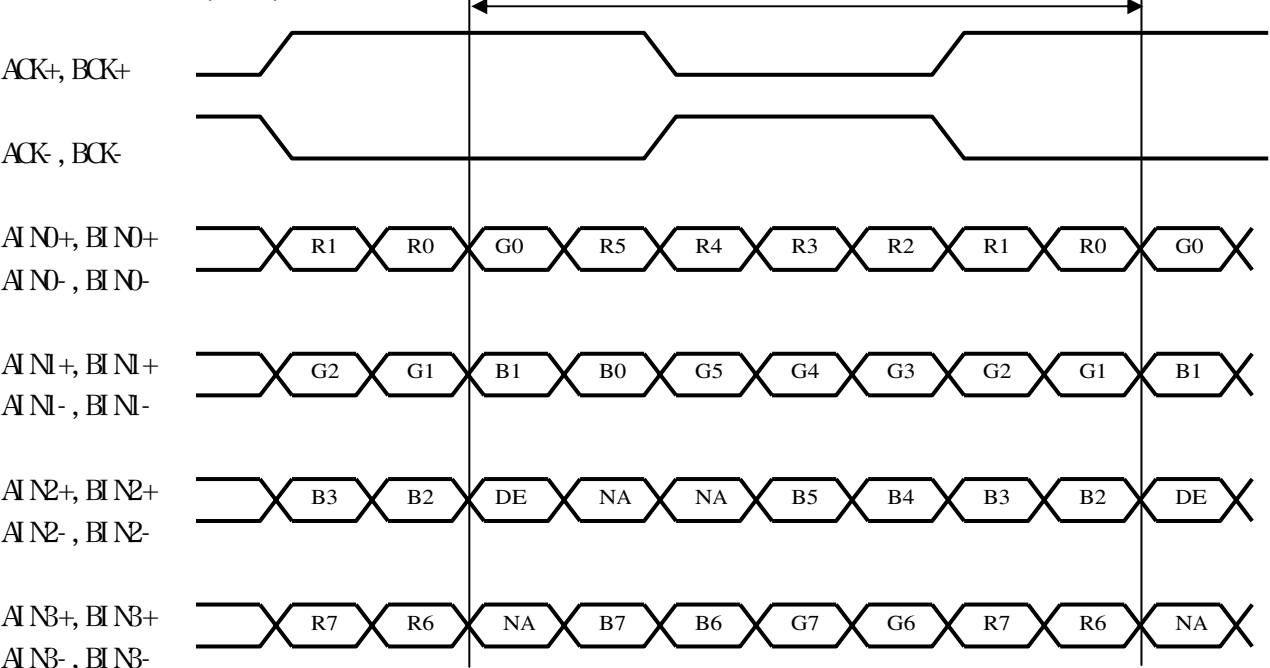 ACK+, BCK+
ACK-, BCK-
AIN0+, BIN0+
R1 R0 G0 R5 R4 R3 R2 R1 R0 G0
AIN0-, BIN0-
AIN1+, BIN1+
G2 G1 B1 B0 G5 G4 G3 G2 G1 B1
AIN1-, BIN1-
AIN2+, BIN2+
B3 B2 DE NA NA B5 B4 B3 B2 DE
AIN2-, BIN2-
AIN3+, BIN3+
R7 R6 NA B7 B6 G7 G6 R7 R6 NA
AIN3-, BIN3-